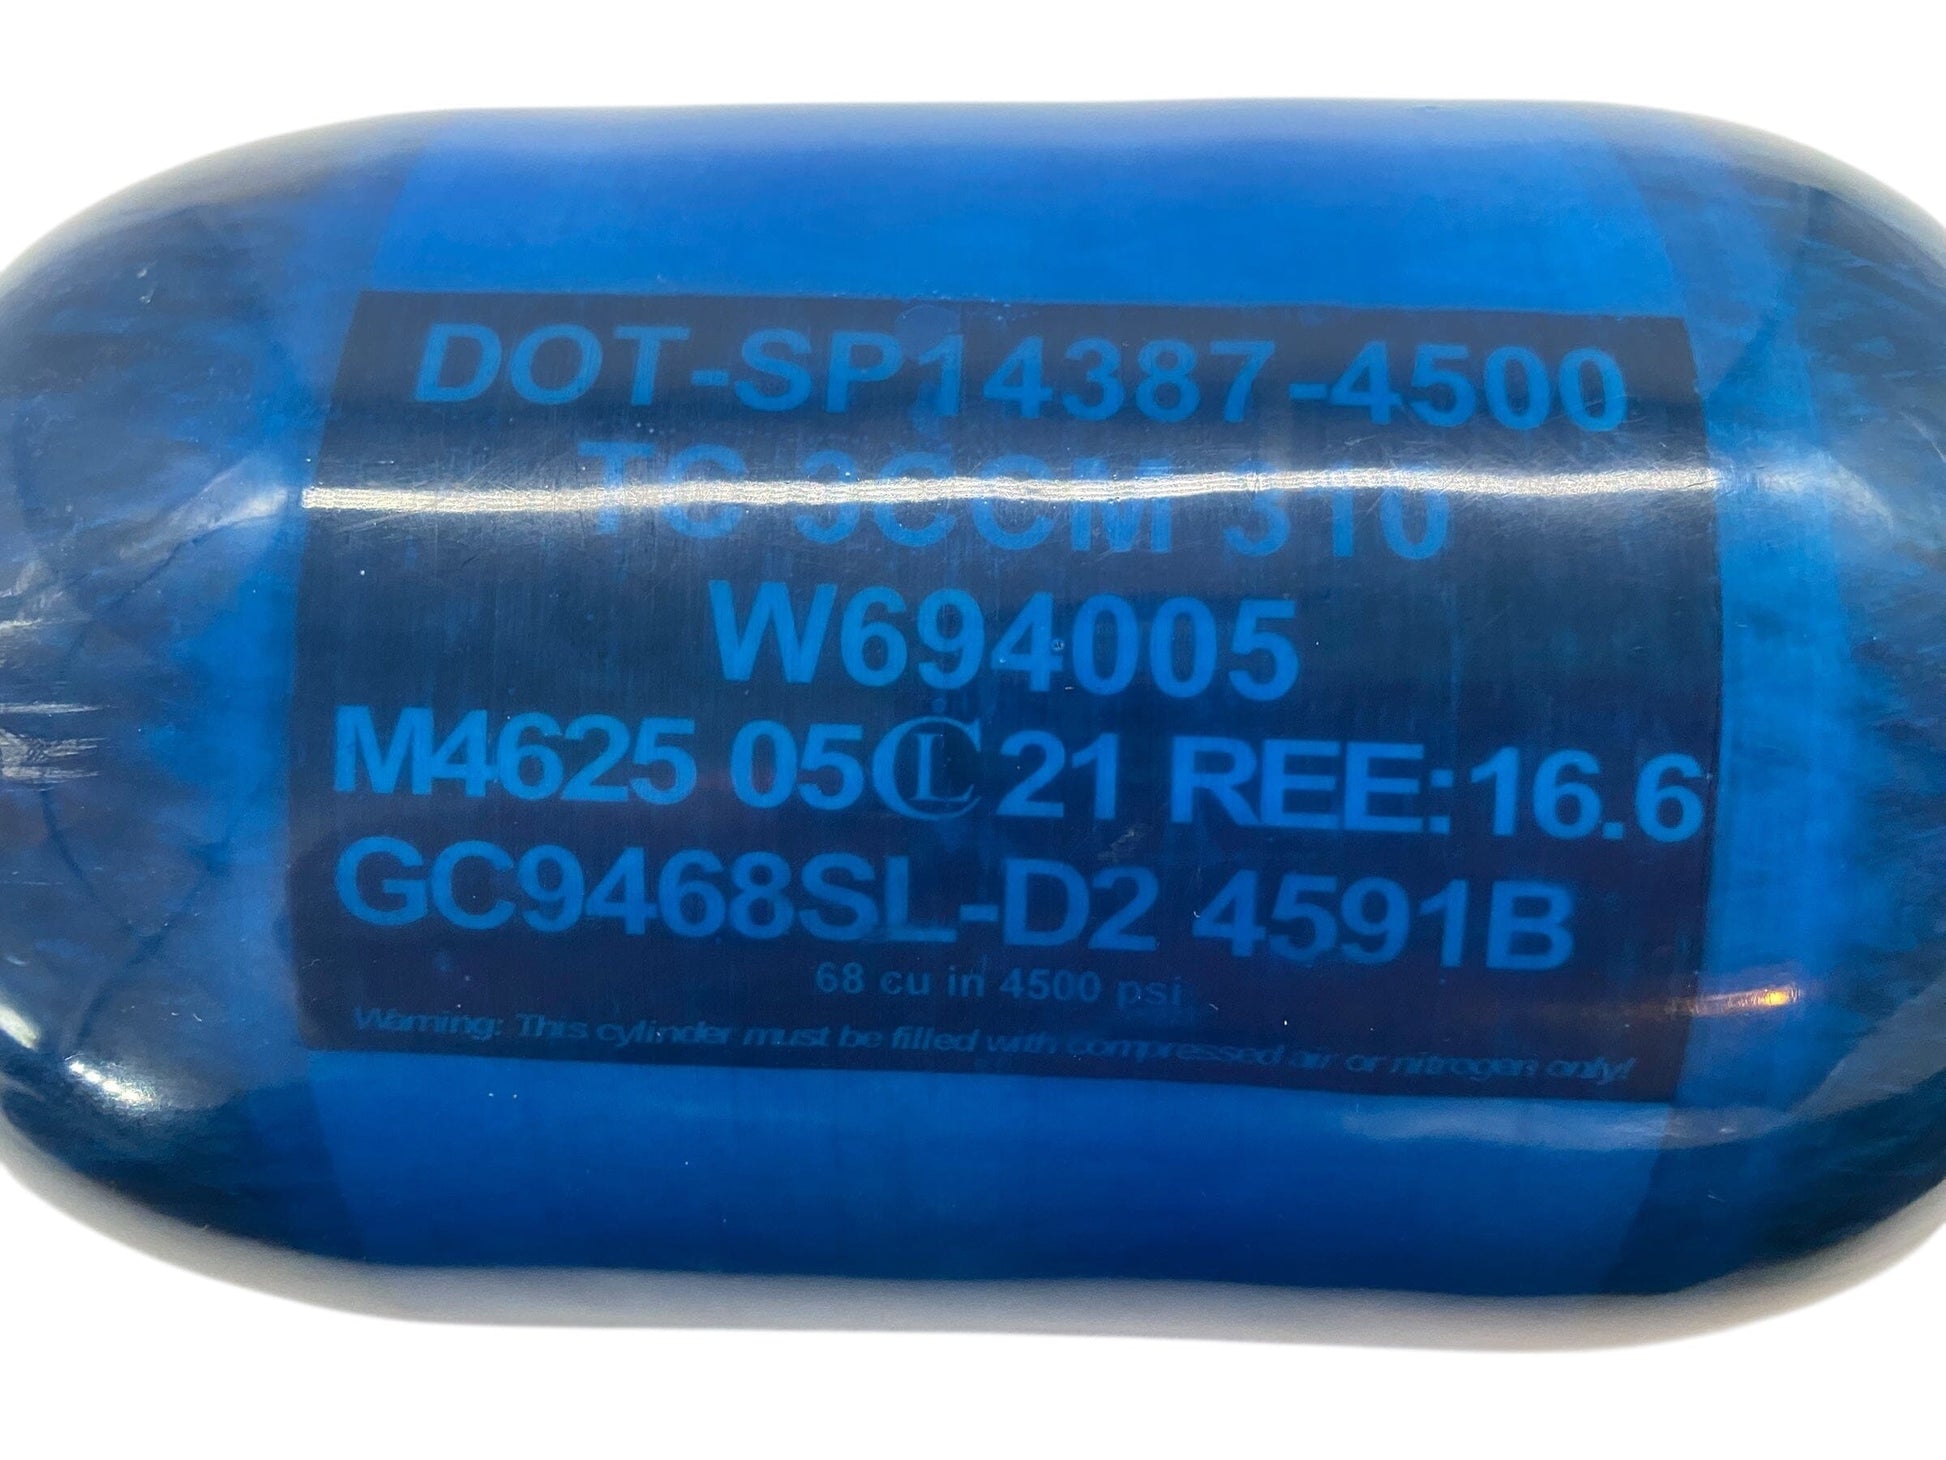 DOT-SP14387-4500
TC 3CCM 310
W694005
M4625 05 CL 21 REE:16.6
GC9468SL-D2 4591B
68 cu in 4500 psi
Warning: This cylinder must be filled with compressed air or nitrogen only!